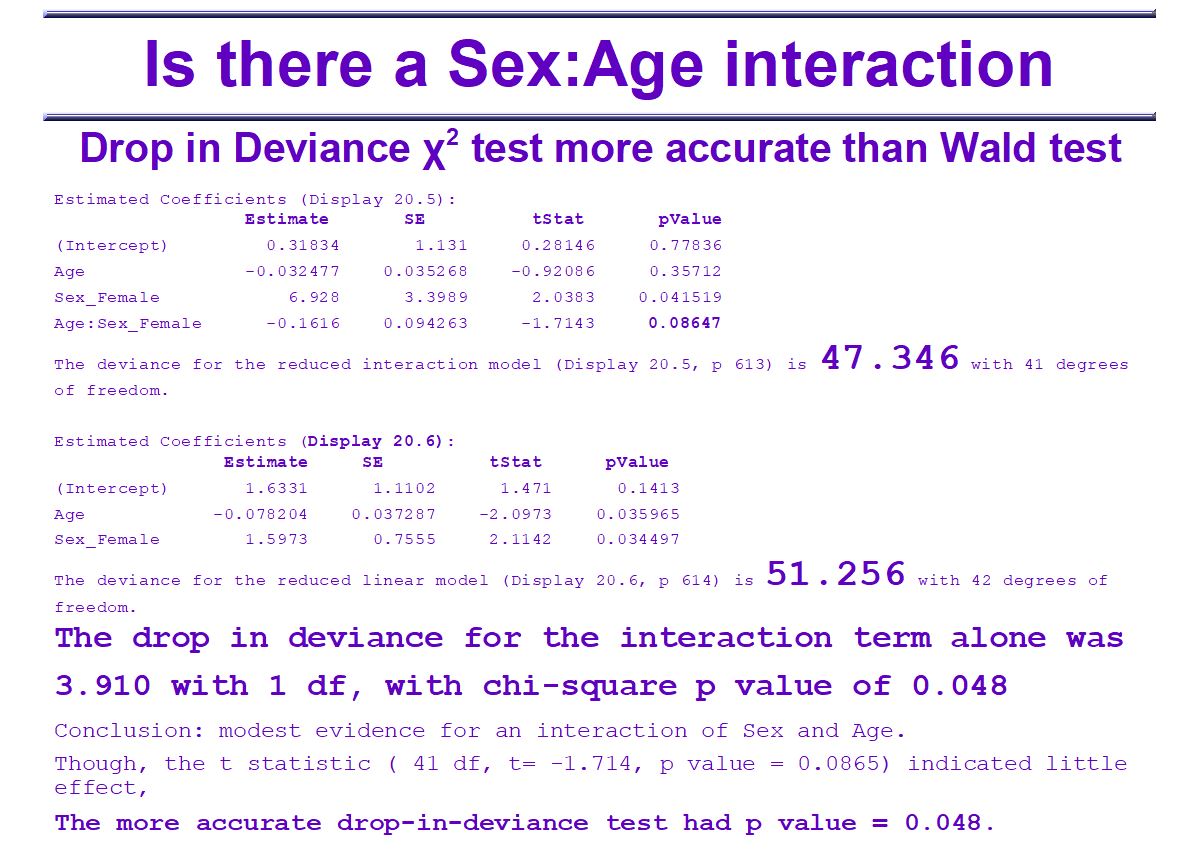 Is there a Sex:Age interaction
Drop in Deviance χ² test more accurate than Wald test
Estimated Coefficients (Display 20.5):
Estimate SE tStat pValue
(Intercept) 0.31834 1.131 0.28146 0.77836
Age -0.032477 0.035268 -0.92086 0.35712
Sex_Female 6.928 3.3989 2.0383 0.041519
Age:Sex_Female -0.1616 0.094263 -1.7143 0.08647
The deviance for the reduced interaction model (Display 20.5, p 613) is 47.346 with 41 degrees
of freedom.
Estimated Coefficients (Display 20.6):
Estimate SE tStat pValue
(Intercept) 1.6331 1.1102 1.471 0.1413
Age -0.078204 0.037287 -2.0973 0.035965
Sex_Female 1.5973 0.7555 2.1142 0.034497
The deviance for the reduced linear model (Display 20.6, p 614) is 51.256 with 42 degrees of
freedom.
The drop in deviance for the interaction term alone was
3.910 with 1 df, with chi-square p value of 0.048
Conclusion: modest evidence for an interaction of Sex and Age.
Though, the t statistic ( 41 df, t= -1.714, p value = 0.0865) indicated little
effect,
The more accurate drop-in-deviance test had p value = 0.048.